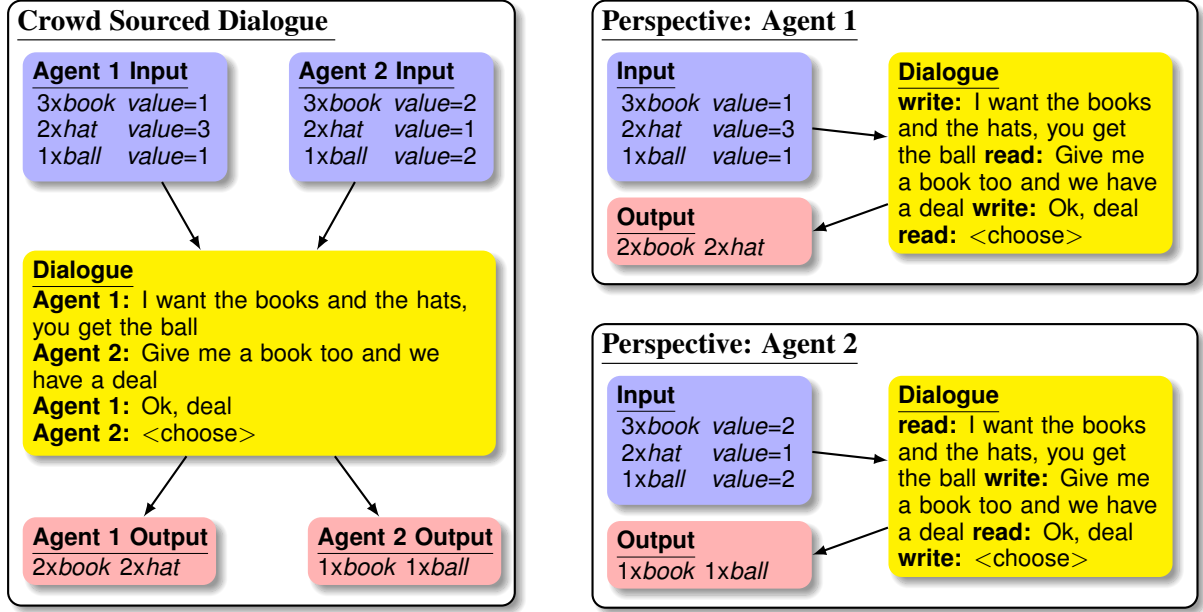 Crowd Sourced Dialogue
Agent 1 Input
3xbook value=1
2xhat value=3
1xball value=1
Agent 2 Input
3xbook value=2
2xhat value=1
1xball value=2
Dialogue
Agent 1: I want the books and the hats,
you get the ball
Agent 2: Give me a book too and we
have a deal
Agent 1: Ok, deal
Agent 2: <choose>
Agent 1 Output
2xbook 2xhat
Agent 2 Output
1xbook 1xball
Perspective: Agent 1
Input
3xbook value=1
2xhat value=3
1xball value=1
Output
2xbook 2xhat
Dialogue
write: I want the books
and the hats, you get
the ball read: Give me
a book too and we have
a deal write: Ok, deal
read: <choose>
Perspective: Agent 2
Input
3xbook value=2
2xhat value=1
1xball value=2
Output
1xbook 1xball
Dialogue
read: I want the books
and the hats, you get
the ball write: Give me
a book too and we have
a deal read: Ok, deal
write: <choose>